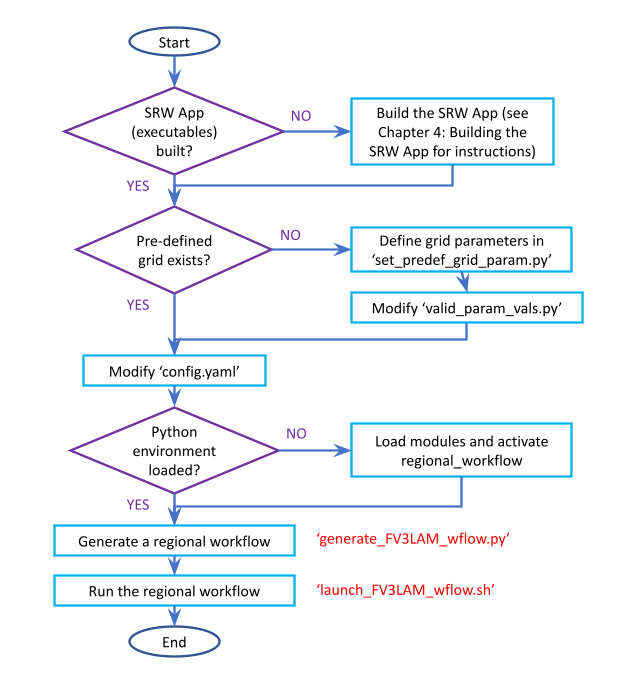 Start
SRW App
(executables)
built?
NO
Build the SRW App (see
Chapter 4: Building the
SRW App for instructions)
YES
Pre-defined
grid exists?
NO
Define grid parameters in
‘set_predef_grid_param.py’
Modify ‘valid_param_vals.py’
YES
Modify ‘config.yaml’
Python
environment
loaded?
NO
Load modules and activate
regional_workflow
YES
Generate a regional workflow
‘generate_FV3LAM_wflow.py’
Run the regional workflow
‘launch_FV3LAM_wflow.sh’
End